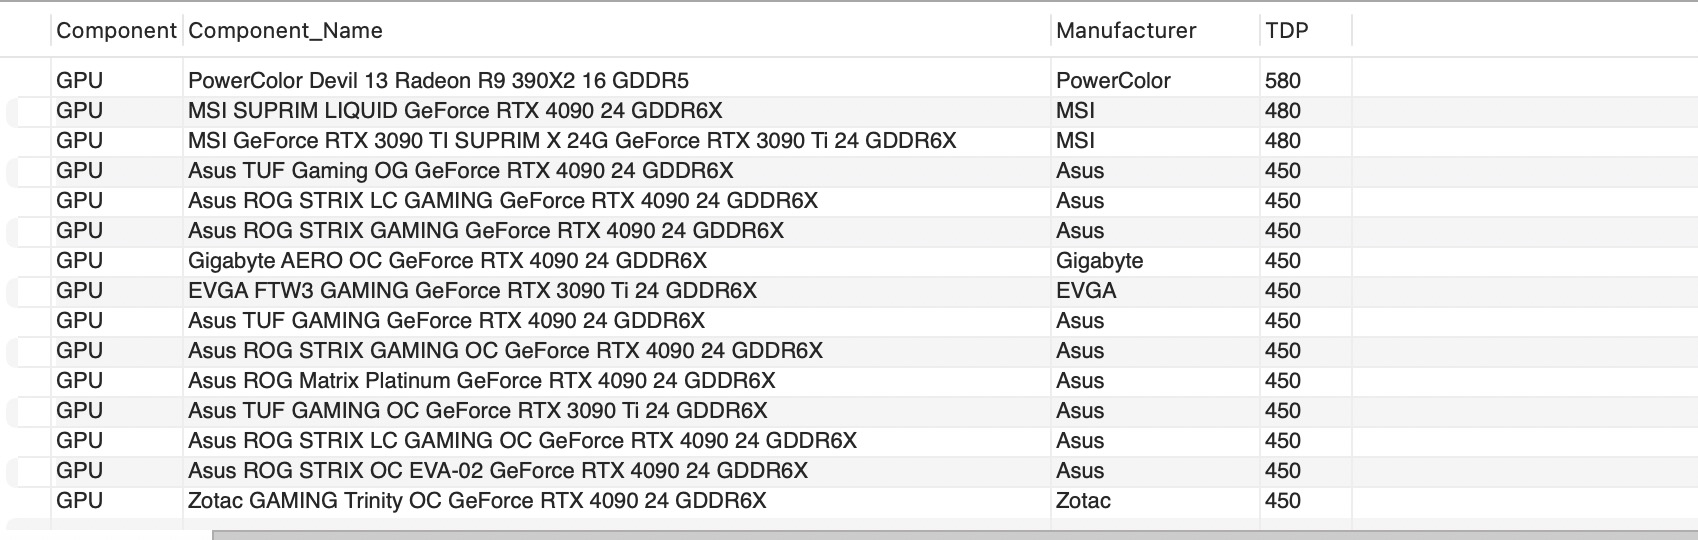 Component Component_Name Manufacturer TDP
GPU PowerColor Devil 13 Radeon R9 390X2 16 GDDR5 PowerColor 580
GPU MSI SUPRIM LIQUID GeForce RTX 4090 24 GDDR6X MSI 480
GPU MSI GeForce RTX 3090 TI SUPRIM X 24G GeForce RTX 3090 Ti 24 GDDR6X MSI 480
GPU Asus TUF Gaming OG GeForce RTX 4090 24 GDDR6X Asus 450
GPU Asus ROG STRIX LC GAMING GeForce RTX 4090 24 GDDR6X Asus 450
GPU Asus ROG STRIX GAMING GeForce RTX 4090 24 GDDR6X Asus 450
GPU Gigabyte AERO OC GeForce RTX 4090 24 GDDR6X Gigabyte 450
GPU EVGA FTW3 GAMING GeForce RTX 3090 Ti 24 GDDR6X EVGA 450
GPU Asus TUF GAMING GeForce RTX 4090 24 GDDR6X Asus 450
GPU Asus ROG STRIX GAMING OC GeForce RTX 4090 24 GDDR6X Asus 450
GPU Asus ROG Matrix Platinum GeForce RTX 4090 24 GDDR6X Asus 450
GPU Asus TUF GAMING OC GeForce RTX 3090 Ti 24 GDDR6X Asus 450
GPU Asus ROG STRIX LC GAMING OC GeForce RTX 4090 24 GDDR6X Asus 450
GPU Asus ROG STRIX OC EVA-02 GeForce RTX 4090 24 GDDR6X Asus 450
GPU Zotac GAMING Trinity OC GeForce RTX 4090 24 GDDR6X Zotac 450